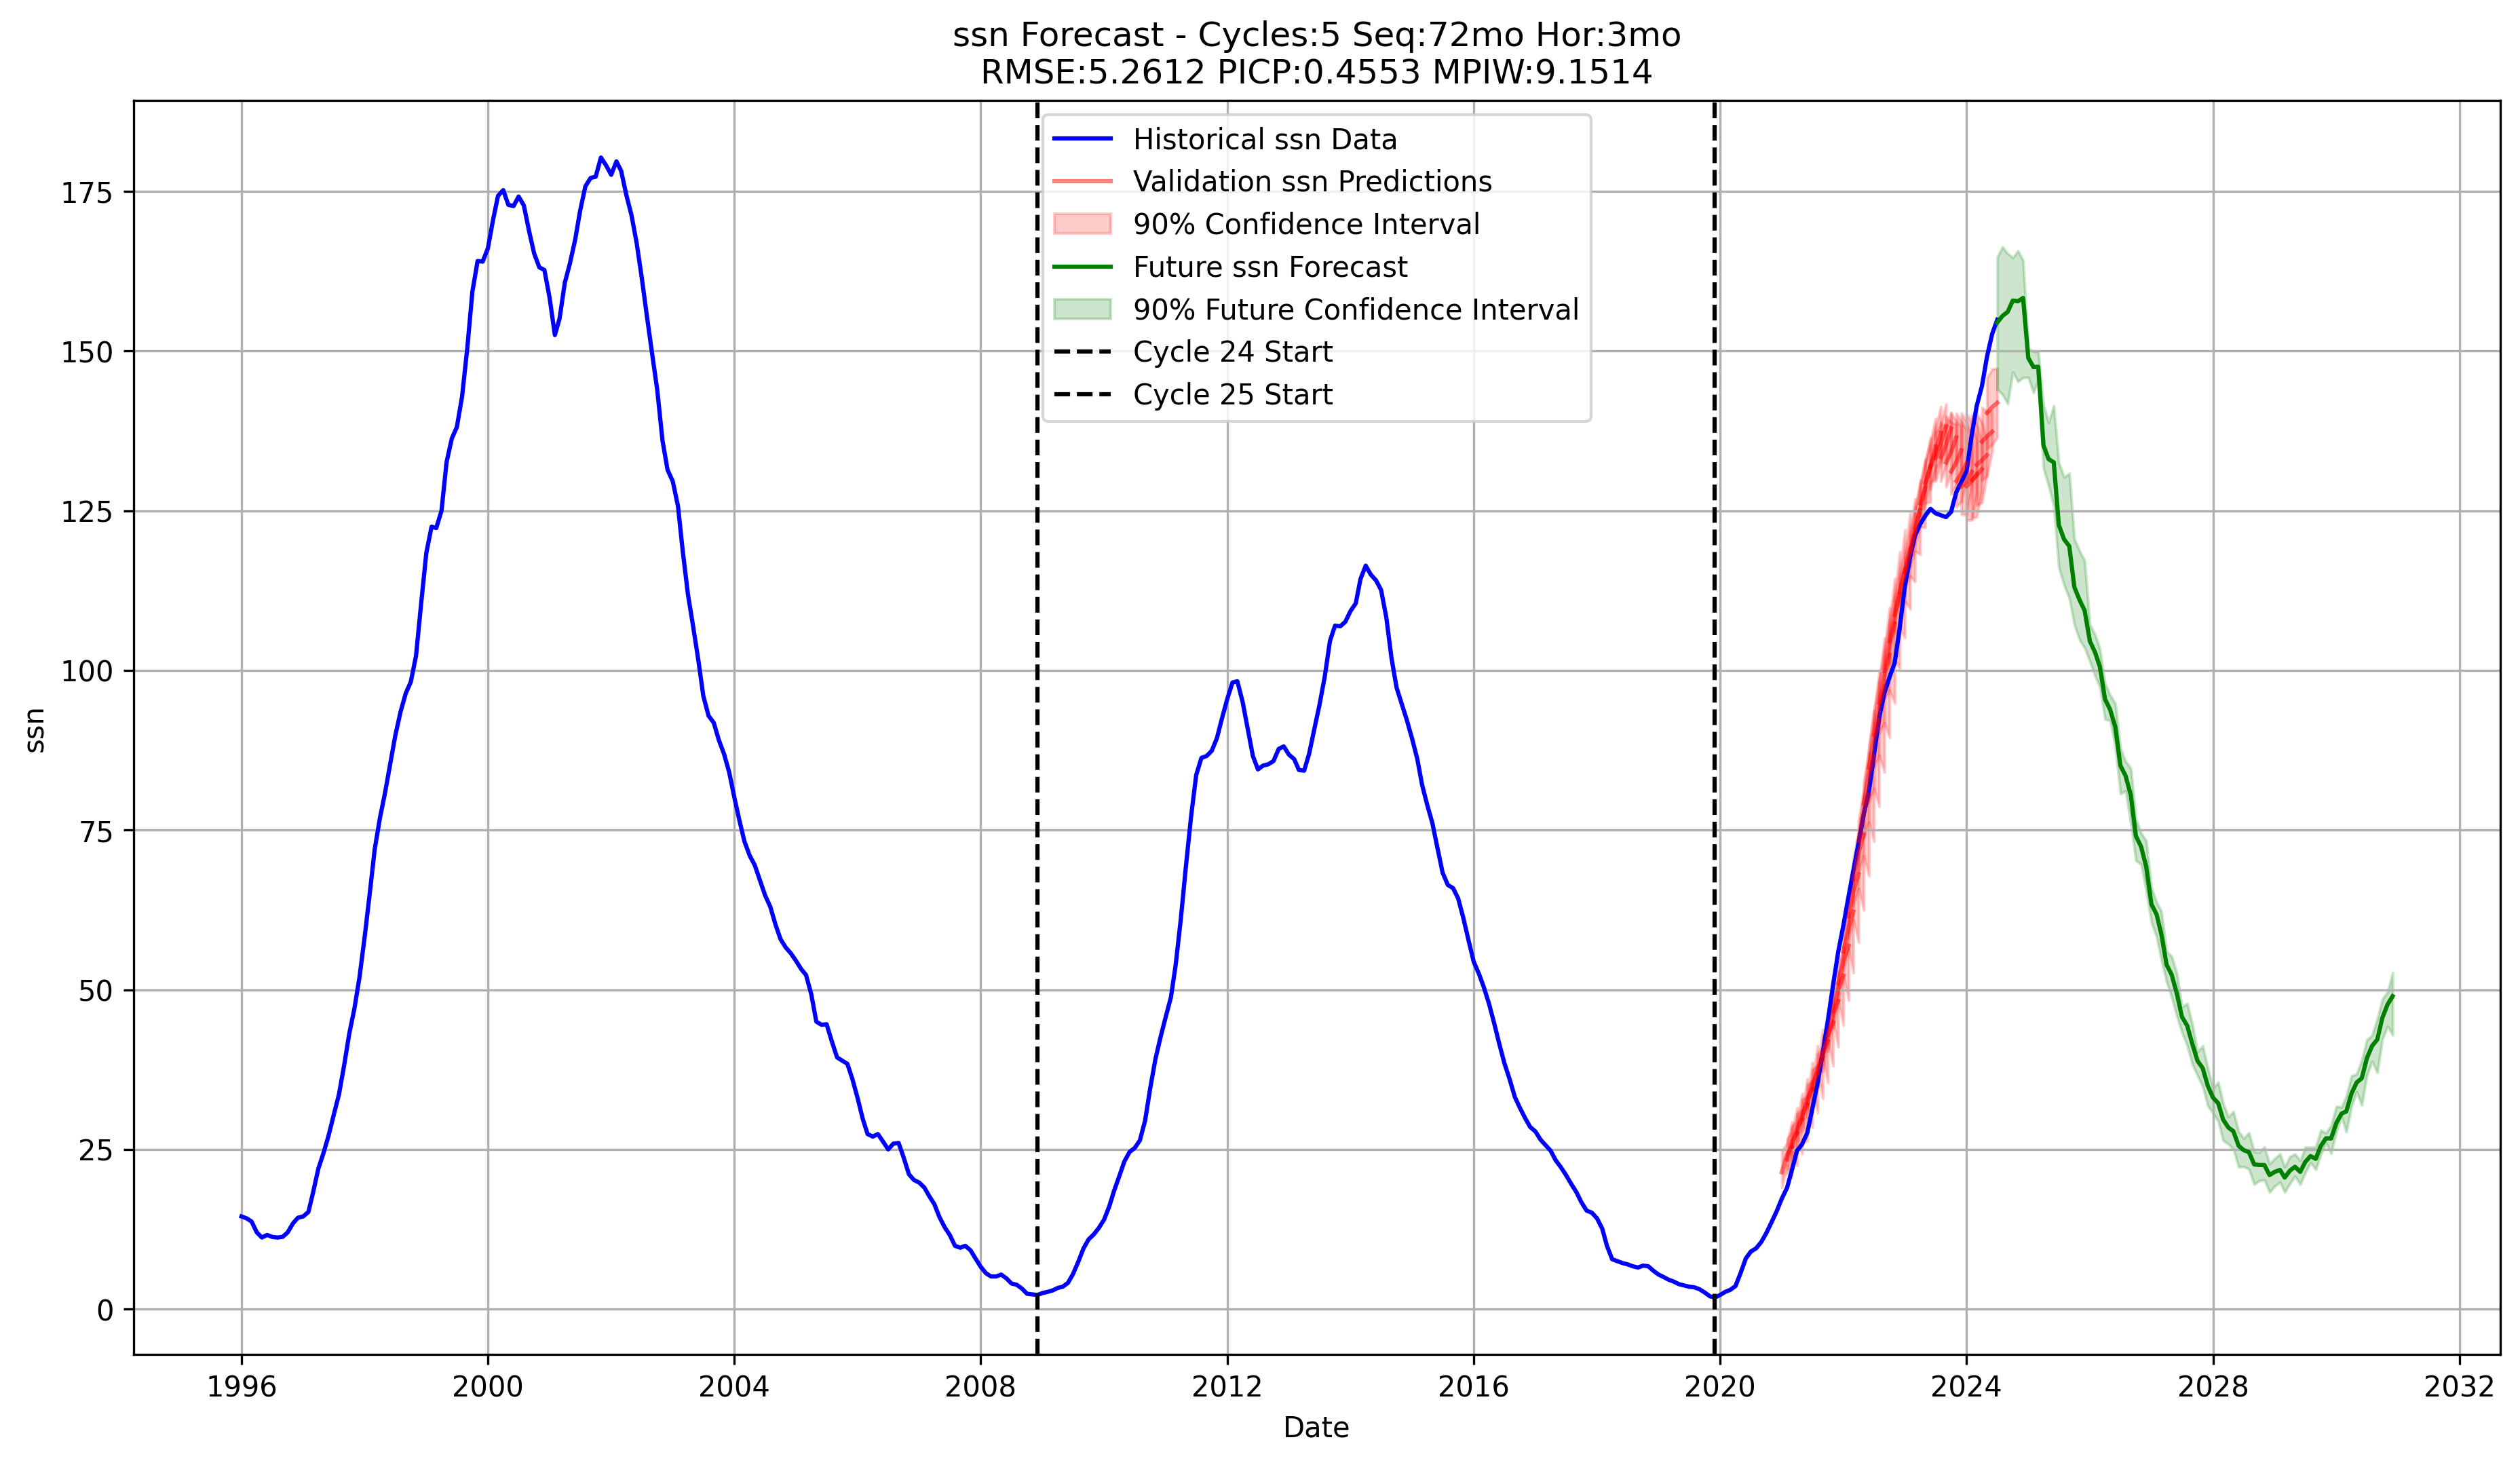 ssn Forecast - Cycles:5 Seq:72mo Hor:3mo
RMSE:5.2612 PICP:0.4553 MPIW:9.1514
Historical ssn Data
Validation ssn Predictions
90% Confidence Interval
Future ssn Forecast
90% Future Confidence Interval
Cycle 24 Start
Cycle 25 Start
175
150
125
100
75
50
25
0
ssn
1996 2000 2004 2008 2012 2016 2020 2024 2028 2032
Date